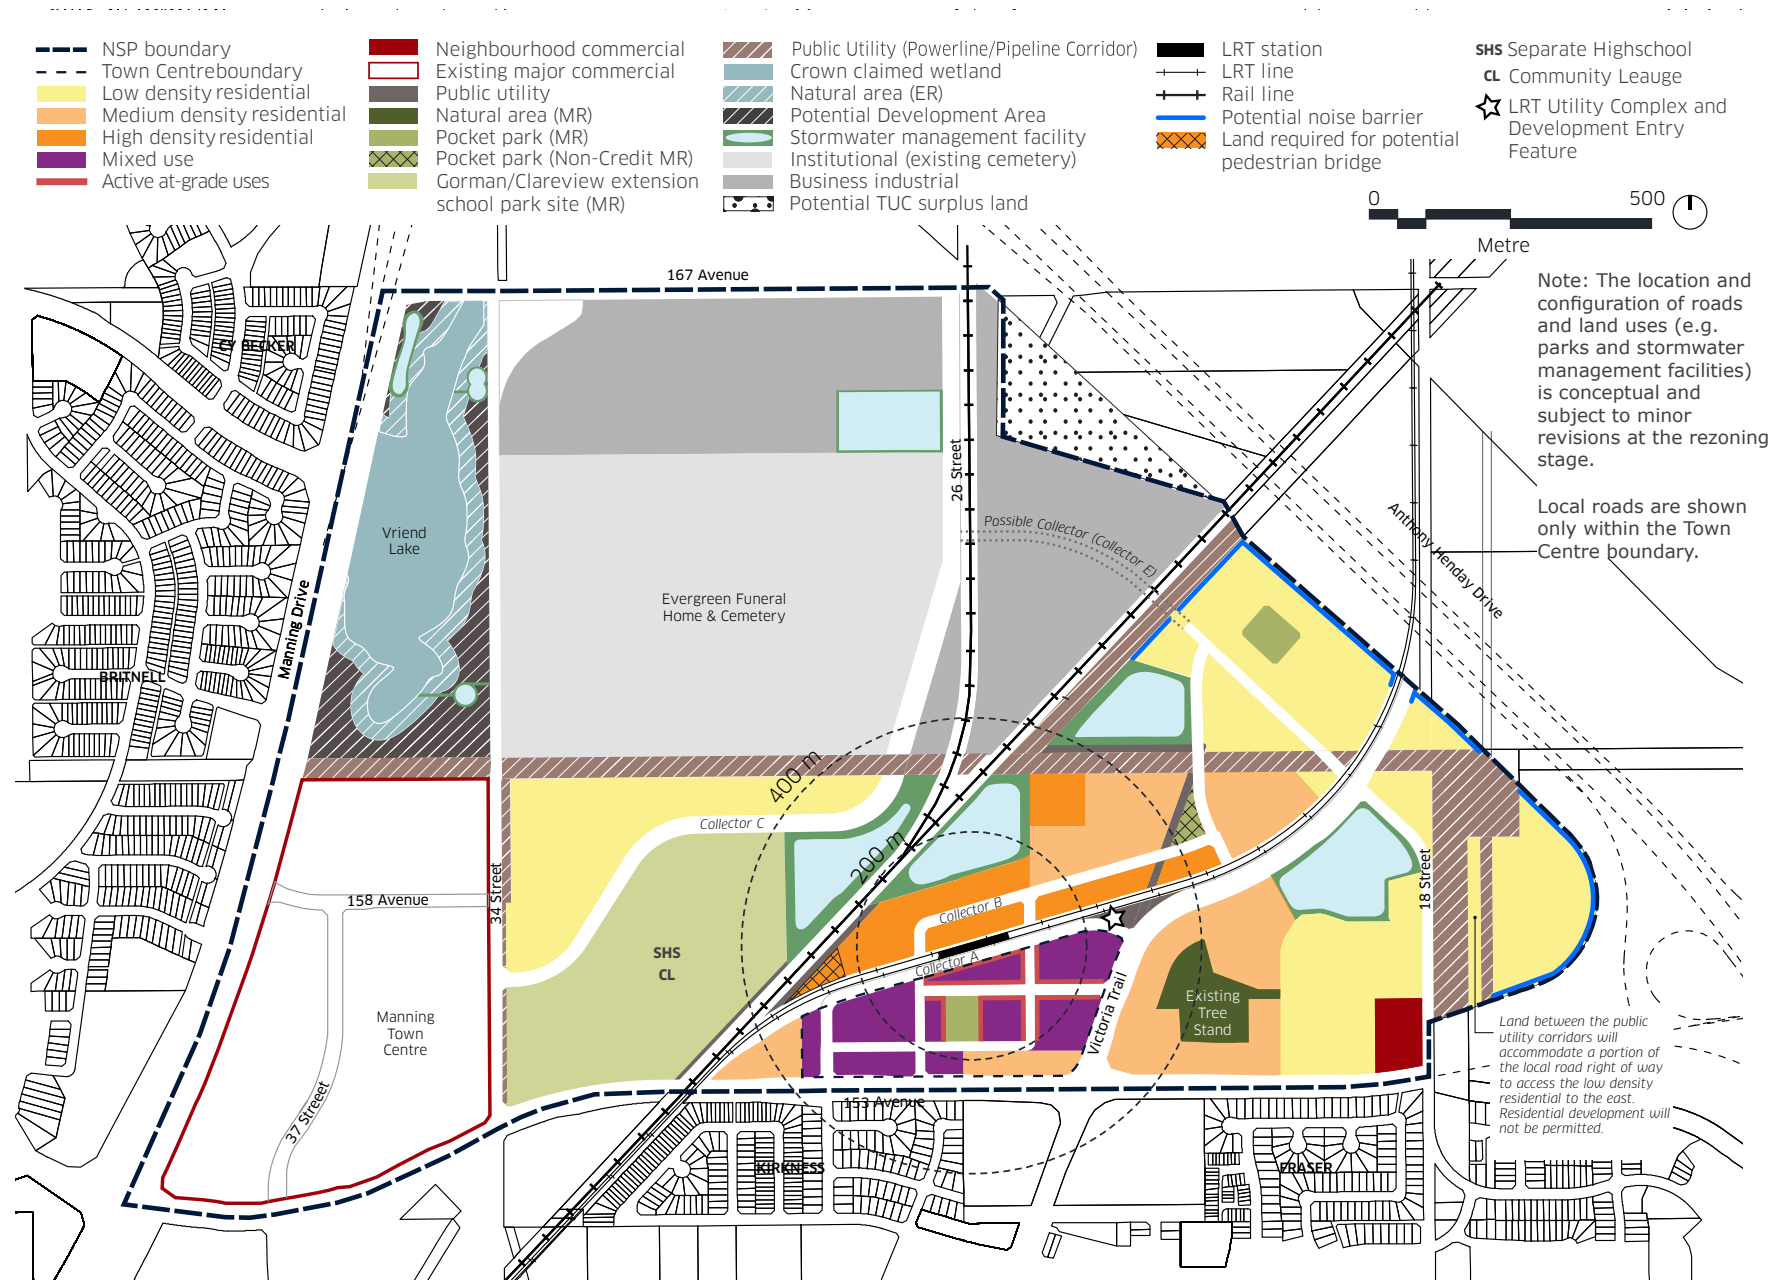 NSP boundary
Town Centreboundary
Low density residential
Medium density residential
High density residential
Mixed use
Active at-grade uses
Neighbourhood commercial
Existing major commercial
Public utility
Natural area (MR)
Pocket park (MR)
Pocket park (Non-Credit MR)
Gorman/Clareview extension
school park site (MR)
Public Utility (Powerline/Pipeline Corridor)
Crown claimed wetland
Natural area (ER)
Potential Development Area
Stormwater management facility
Institutional (existing cemetery)
Business industrial
Potential TUC surplus land
LRT station
LRT line
Rail line
Potential noise barrier
Land required for potential
pedestrian bridge
SHS Separate Highschool
CL Community Leauge
LRT Utility Complex and
Development Entry
Feature
0 500
Metre
Note: The location and
configuration of roads
and land uses (e.g.
parks and stormwater
management facilities)
is conceptual and
subject to minor
revisions at the rezoning
stage.
Local roads are shown
only within the Town
Centre boundary.
167 Avenue
CY BECKER
26 Street
Possible Collector (Collector E)
Anthony Henday Drive
Vriend
Lake
Evergreen Funeral
Home & Cemetery
Manning Drive
BRITNELL
400 m
Collector C
200 m
34 Street
158 Avenue
18 Street
Collector B
SHS
CL
Collector A
Existing
Tree
Stand
Victoria Trail
Manning
Town
Centre
37 Streeet
153 Avenue
Land between the public
utility corridors will
accommodate a portion of
the local road right of way
to access the low density
residential to the east.
Residential development will
not be permitted.
KIRKNESS
FRASER